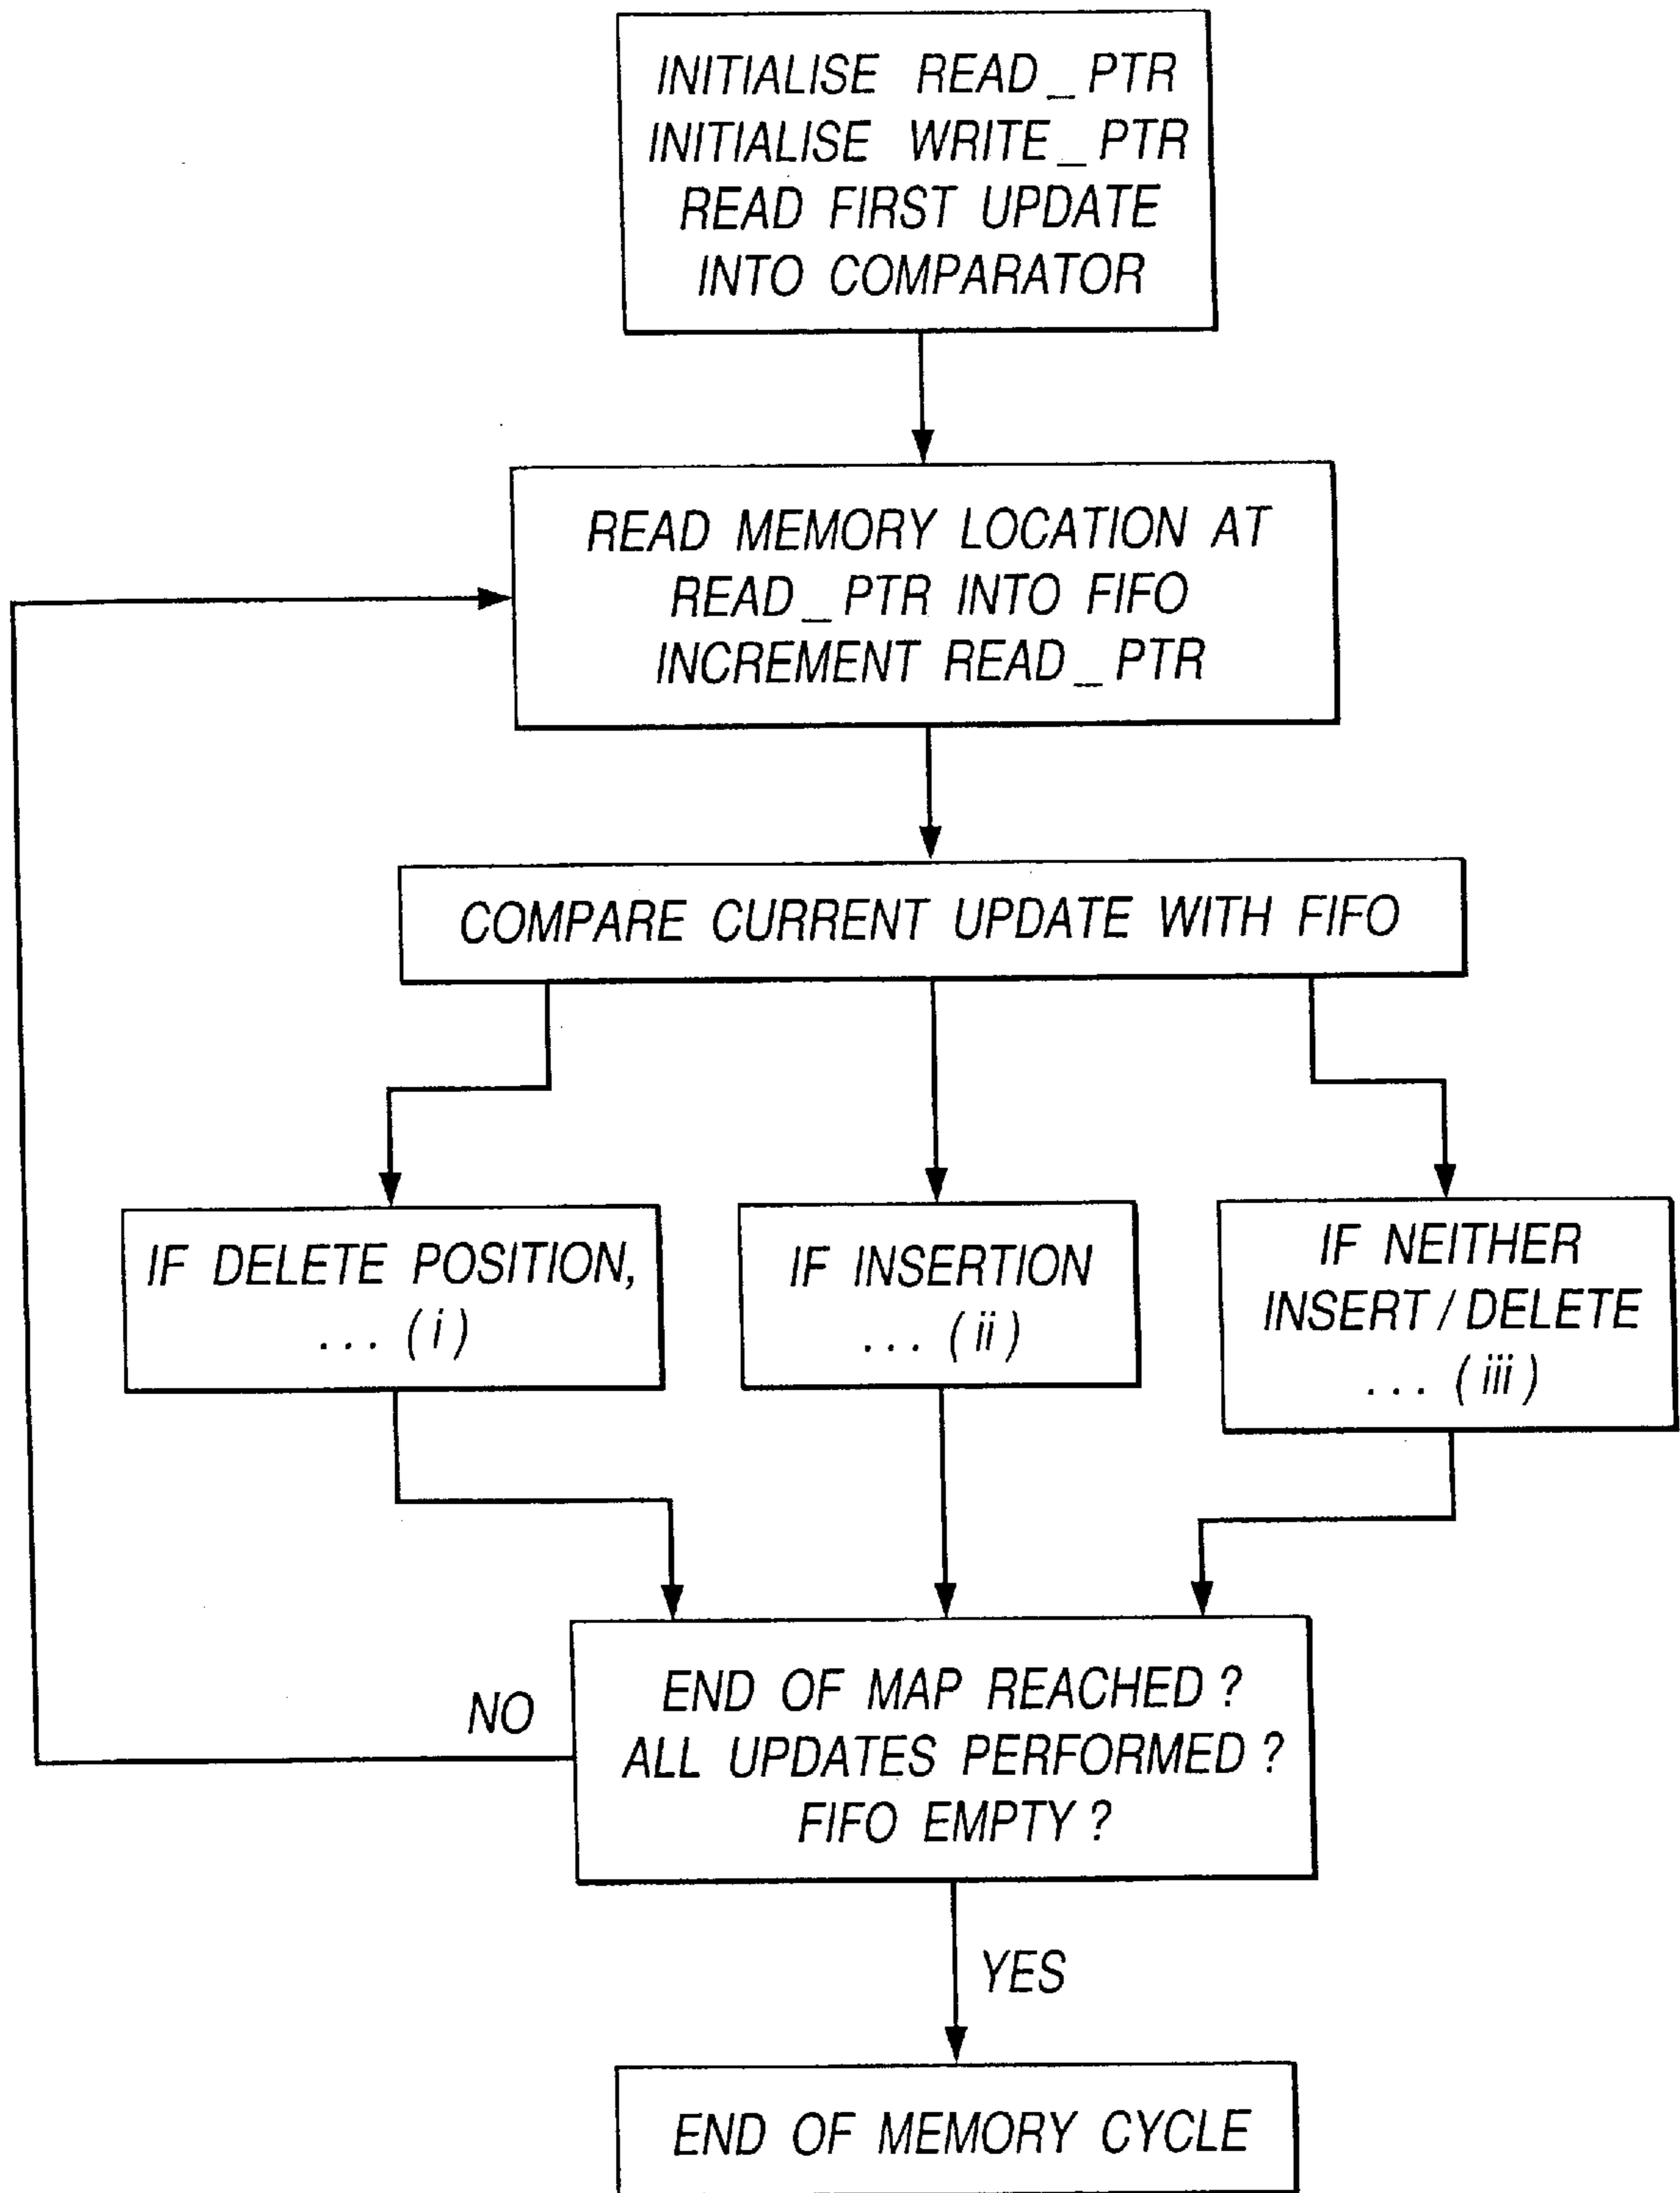 INITIALISE READ_PTR
INITIALISE WRITE_PTR
READ FIRST UPDATE
INTO COMPARATOR
READ MEMORY LOCATION AT
READ_PTR INTO FIFO
INCREMENT READ_PTR
COMPARE CURRENT UPDATE WITH FIFO
IF DELETE POSITION,
... (i)
IF INSERTION
... (ii)
IF NEITHER
INSERT / DELETE
... (iii)
END OF MAP REACHED ?
ALL UPDATES PERFORMED ?
FIFO EMPTY ?
NO
YES
END OF MEMORY CYCLE